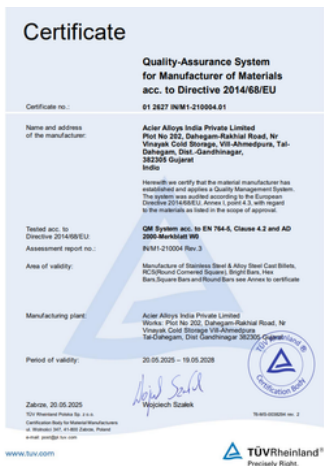 Certificate
Quality-Assurance System
for Manufacturer of Materials
acc. to Directive 2014/68/EU
Certificate no.: 01 2627 IN/M1-210004.01
Name and address
of the manufacturer:
Acier Alloys India Private Limited
Plot No 202, Dahegam-Rakhial Road, Nr
Vinayak Cold Storage, Vill-Ahmedpura, Tal-
Dahegam, Dist.-Gandhinagar,
382305 Gujarat
India
Herewith we certify that the material manufacturer has
established and applies a Quality Management System.
The system was audited according to the European
Directive 2014/68/EU, Annex I, point 4.3, with regard
to the materials as listed in the scope of approval.
Tested acc. to
Directive 2014/68/EU:
QM System acc. to EN 764-5, Clause 4.2 and AD
2000-Merkblatt W0
Assessment report no.: IN/M1-210004 Rev.3
Area of validity:
Manufacture of Stainless Steel & Alloy Steel Cast Billets,
RCS(Round Cornered Square), Bright Bars, Hex
Bars,Square Bars and Round Bars see Annex to certificate
Manufacturing plant:
Acier Alloys India Private Limited
Works: Plot No 202, Dahegam-Rakhial Road, Nr
Vinayak Cold Storage Vill-Ahmedpura
Tal-Dahegam, Dist Gandhinagar 382305-Gujarat
Period of validity: 20.05.2025 – 19.05.2028
TÜV Rheinland
Certification Body
Zabrze, 20.05.2025
Wojciech Szałek
TÜV Rheinland Polska Sp. z o.o.
Certification Body for Material Manufacturers
ul. Wolności 347, 41-800 Zabrze, Poland
e-mail: post@pl.tuv.com
www.tuv.com
TÜVRheinland®
Precisely Right.